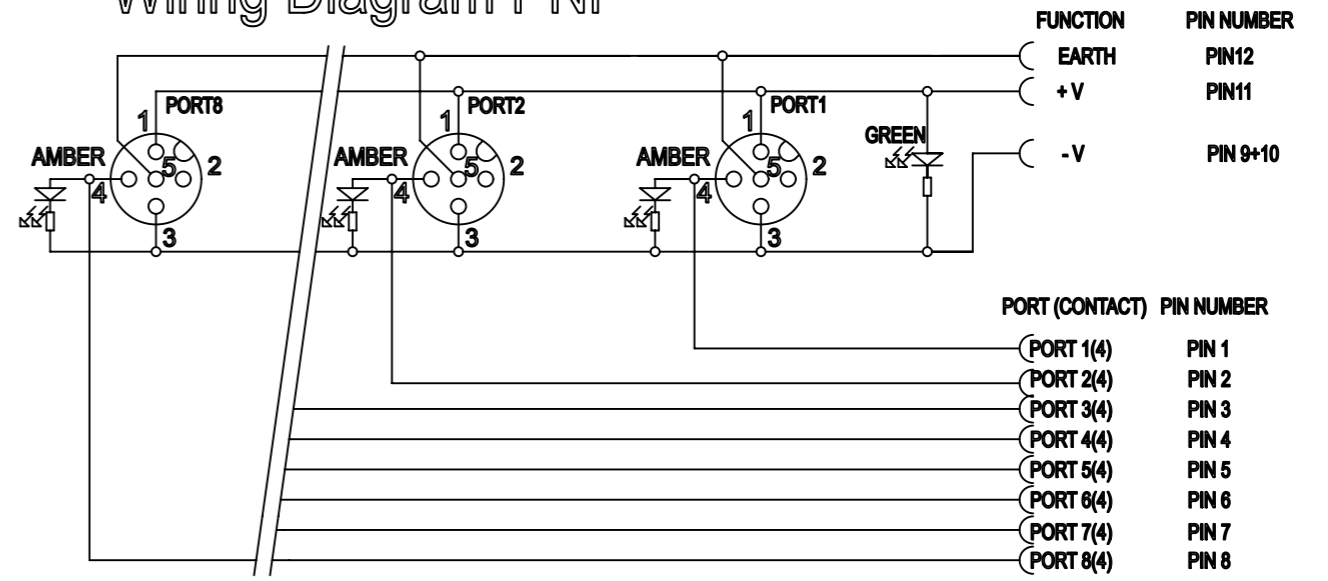 Wiring Diagram PNP
FUNCTION PIN NUMBER
EARTH PIN12
+ V PIN11
- V PIN 9+10
PORT8
1
AMBER
5
2
4
3
PORT2
1
AMBER
5
2
4
3
PORT1
1
AMBER
5
2
4
3
GREEN
PORT (CONTACT) PIN NUMBER
PORT 1(4) PIN 1
PORT 2(4) PIN 2
PORT 3(4) PIN 3
PORT 4(4) PIN 4
PORT 5(4) PIN 5
PORT 6(4) PIN 6
PORT 7(4) PIN 7
PORT 8(4) PIN 8